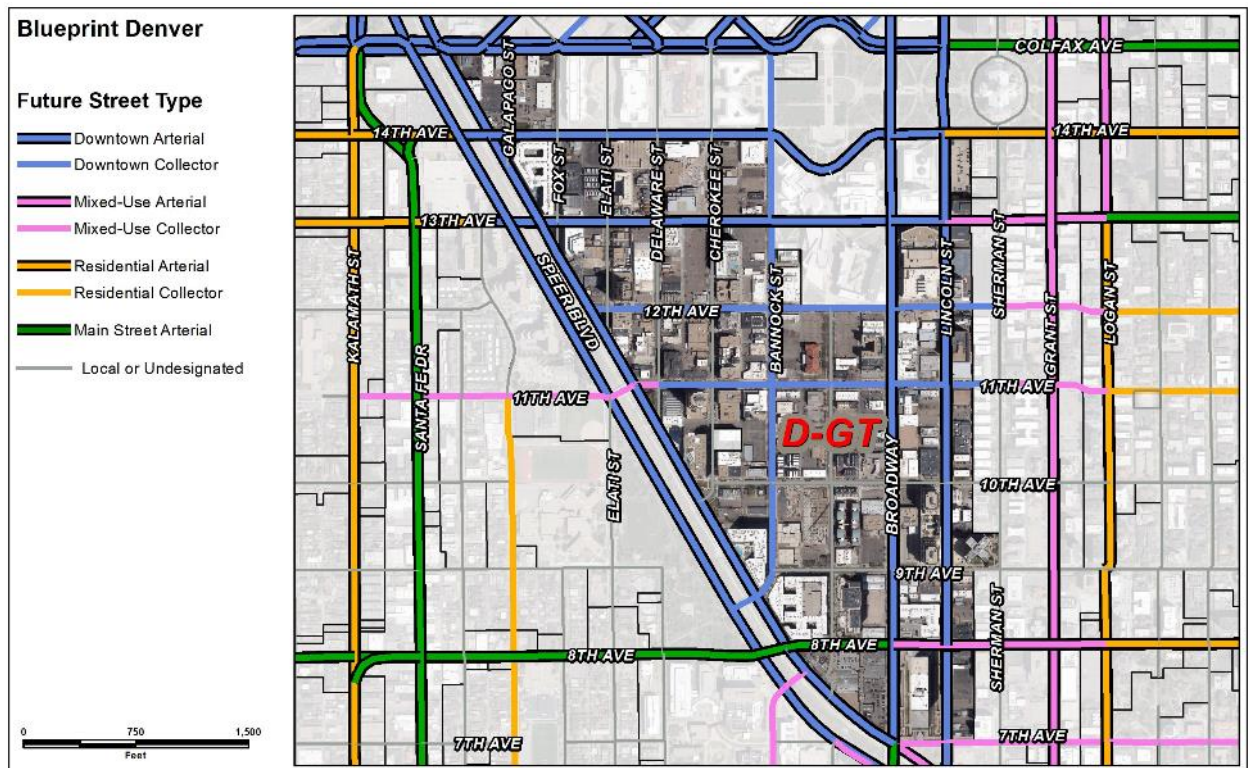 Blueprint Denver
Future Street Type
Downtown Arterial
Downtown Collector
Mixed-Use Arterial
Mixed-Use Collector
Residential Arterial
Residential Collector
Main Street Arterial
Local or Undesignated
0 750 1,500
Feet
COLFAX AVE
GALAPAGO ST
14TH AVE
14TH AVE
FOX ST
ELATI ST
DELAWARE ST
CHEROKEE ST
13TH AVE
SHERMAN ST
KALAMATH ST
SPEER BLVD
BANNOCK ST
LINCOLN ST
GRANT ST
LOGAN ST
12TH AVE
SANTA FE DR
11TH AVE
11TH AVE
D-GT
ELATI ST
BROADWAY
10TH AVE
9TH AVE
SHERMAN ST
8TH AVE
8TH AVE
7TH AVE
7TH AVE